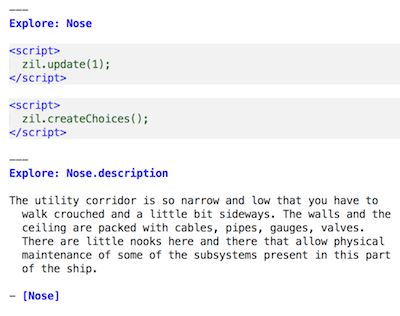 ---
Explore: Nose
<script>
zil.update(1);
</script>
<script>
zil.createChoices();
</script>
---
Explore: Nose.description
The utility corridor is so narrow and low that you have to
walk crouched and a little bit sideways. The walls and the
ceiling are packed with cables, pipes, gauges, valves.
There are little nooks here and there that allow physical
maintenance of some of the subsystems present in this part
of the ship.
- [Nose]